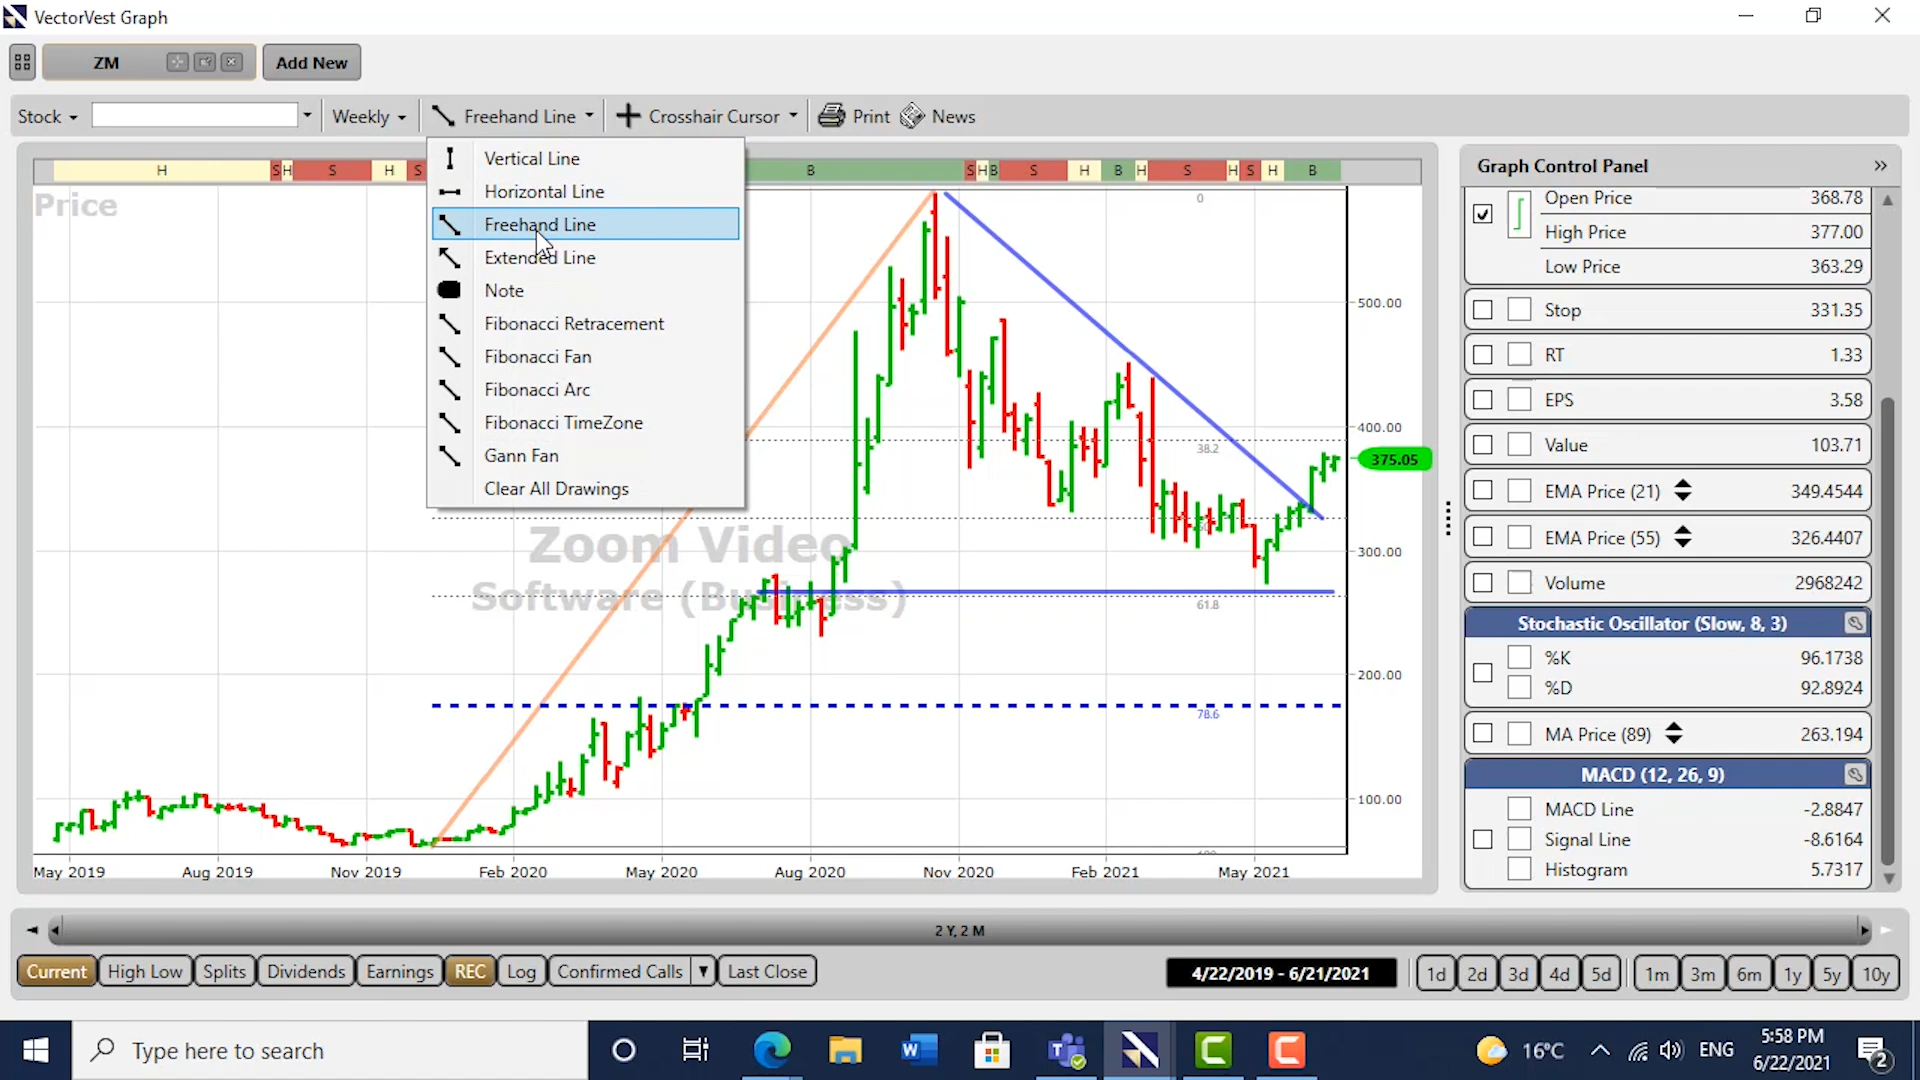 VectorVest Graph
ZM
Add New
Stock
Weekly
Freehand Line
Crosshair Cursor
Print
News
Vertical Line
Horizontal Line
Freehand Line
Extended Line
Note
Fibonacci Retracement
Fibonacci Fan
Fibonacci Arc
Fibonacci TimeZone
Gann Fan
Clear All Drawings
H S H S H S B S H B S H B H S H S H B
Price
Zoom Video
Software (Business)
0
38.2
61.8
78.6
500.00
400.00
375.05
300.00
200.00
100.00
May 2019 Aug 2019 Nov 2019 Feb 2020 May 2020 Aug 2020 Nov 2020 Feb 2021 May 2021
Graph Control Panel
Open Price 368.78
High Price 377.00
Low Price 363.29
Stop 331.35
RT 1.33
EPS 3.58
Value 103.71
EMA Price (21) 349.4544
EMA Price (55) 326.4407
Volume 2968242
Stochastic Oscillator (Slow, 8, 3)
%K 96.1738
%D 92.8924
MA Price (89) 263.194
MACD (12, 26, 9)
MACD Line -2.8847
Signal Line -8.6164
Histogram 5.7317
2 Y, 2 M
Current High Low Splits Dividends Earnings REC Log Confirmed Calls Last Close
4/22/2019 - 6/21/2021
1d 2d 3d 4d 5d 1m 3m 6m 1y 5y 10y
Type here to search
16°C
ENG
5:58 PM
6/22/2021
2